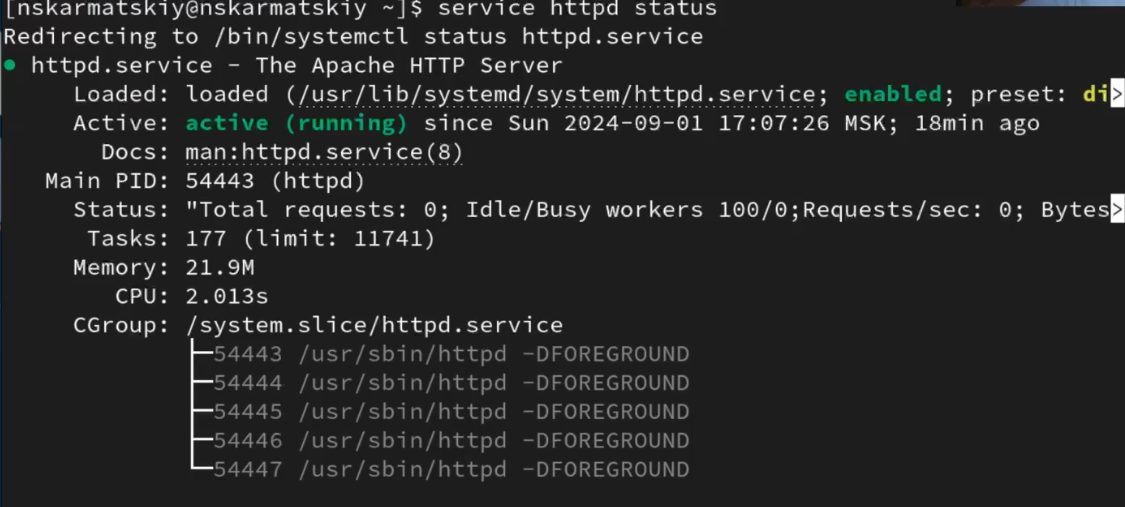 [nskarmatskiy@nskarmatskiy ~]$ service httpd status
Redirecting to /bin/systemctl status httpd.service
● httpd.service - The Apache HTTP Server
     Loaded: loaded (/usr/lib/systemd/system/httpd.service; enabled; preset: di>
     Active: active (running) since Sun 2024-09-01 17:07:26 MSK; 18min ago
       Docs: man:httpd.service(8)
   Main PID: 54443 (httpd)
     Status: "Total requests: 0; Idle/Busy workers 100/0;Requests/sec: 0; Bytes>
      Tasks: 177 (limit: 11741)
     Memory: 21.9M
        CPU: 2.013s
     CGroup: /system.slice/httpd.service
             ├─54443 /usr/sbin/httpd -DFOREGROUND
             ├─54444 /usr/sbin/httpd -DFOREGROUND
             ├─54445 /usr/sbin/httpd -DFOREGROUND
             ├─54446 /usr/sbin/httpd -DFOREGROUND
             └─54447 /usr/sbin/httpd -DFOREGROUND